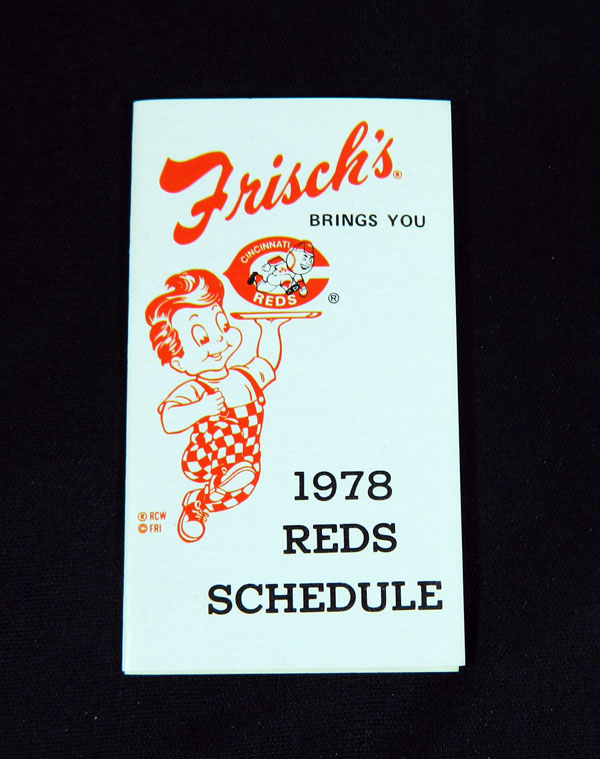 Frisch's®
BRINGS YOU
CINCINNATI
REDS
®
® RCW
© FRI
1978
REDS
SCHEDULE